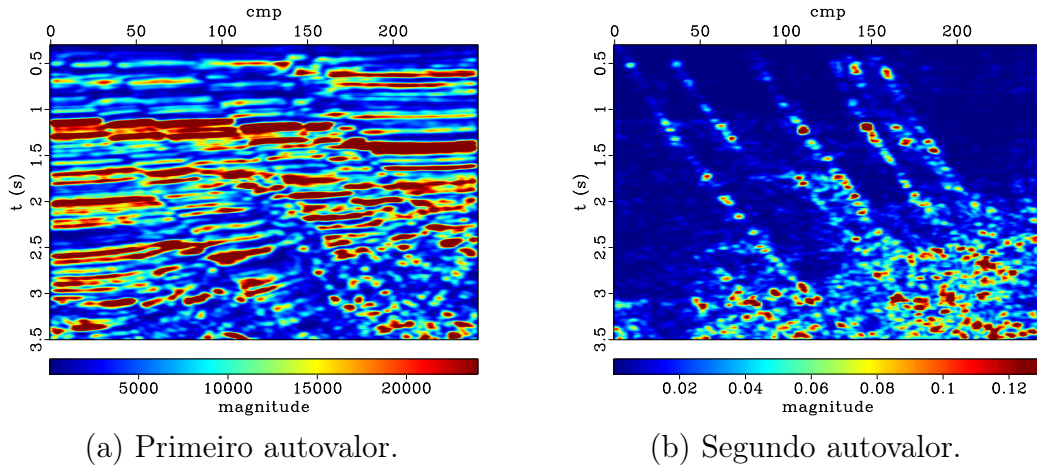 cmp
0 50 100 150 200
t (s)
0.5
1
1.5
2
2.5
3
3.5
5000 10000 15000 20000
magnitude
(a) Primeiro autovalor.
cmp
0 50 100 150 200
t (s)
0.5
1
1.5
2
2.5
3
3.5
0.02 0.04 0.06 0.08 0.1 0.12
magnitude
(b) Segundo autovalor.